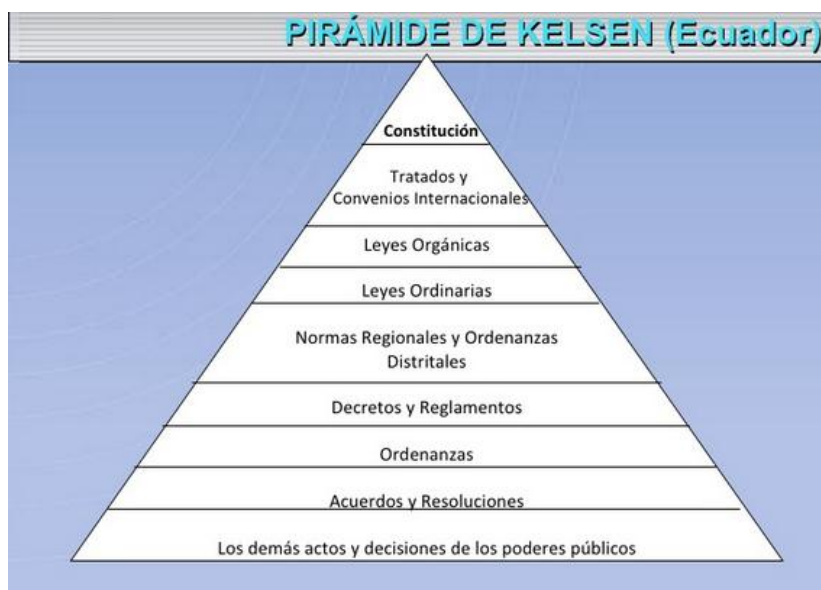 PIRÁMIDE DE KELSEN (Ecuador)
Constitución
Tratados y
Convenios Internacionales
Leyes Orgánicas
Leyes Ordinarias
Normas Regionales y Ordenanzas
Distritales
Decretos y Reglamentos
Ordenanzas
Acuerdos y Resoluciones
Los demás actos y decisiones de los poderes públicos